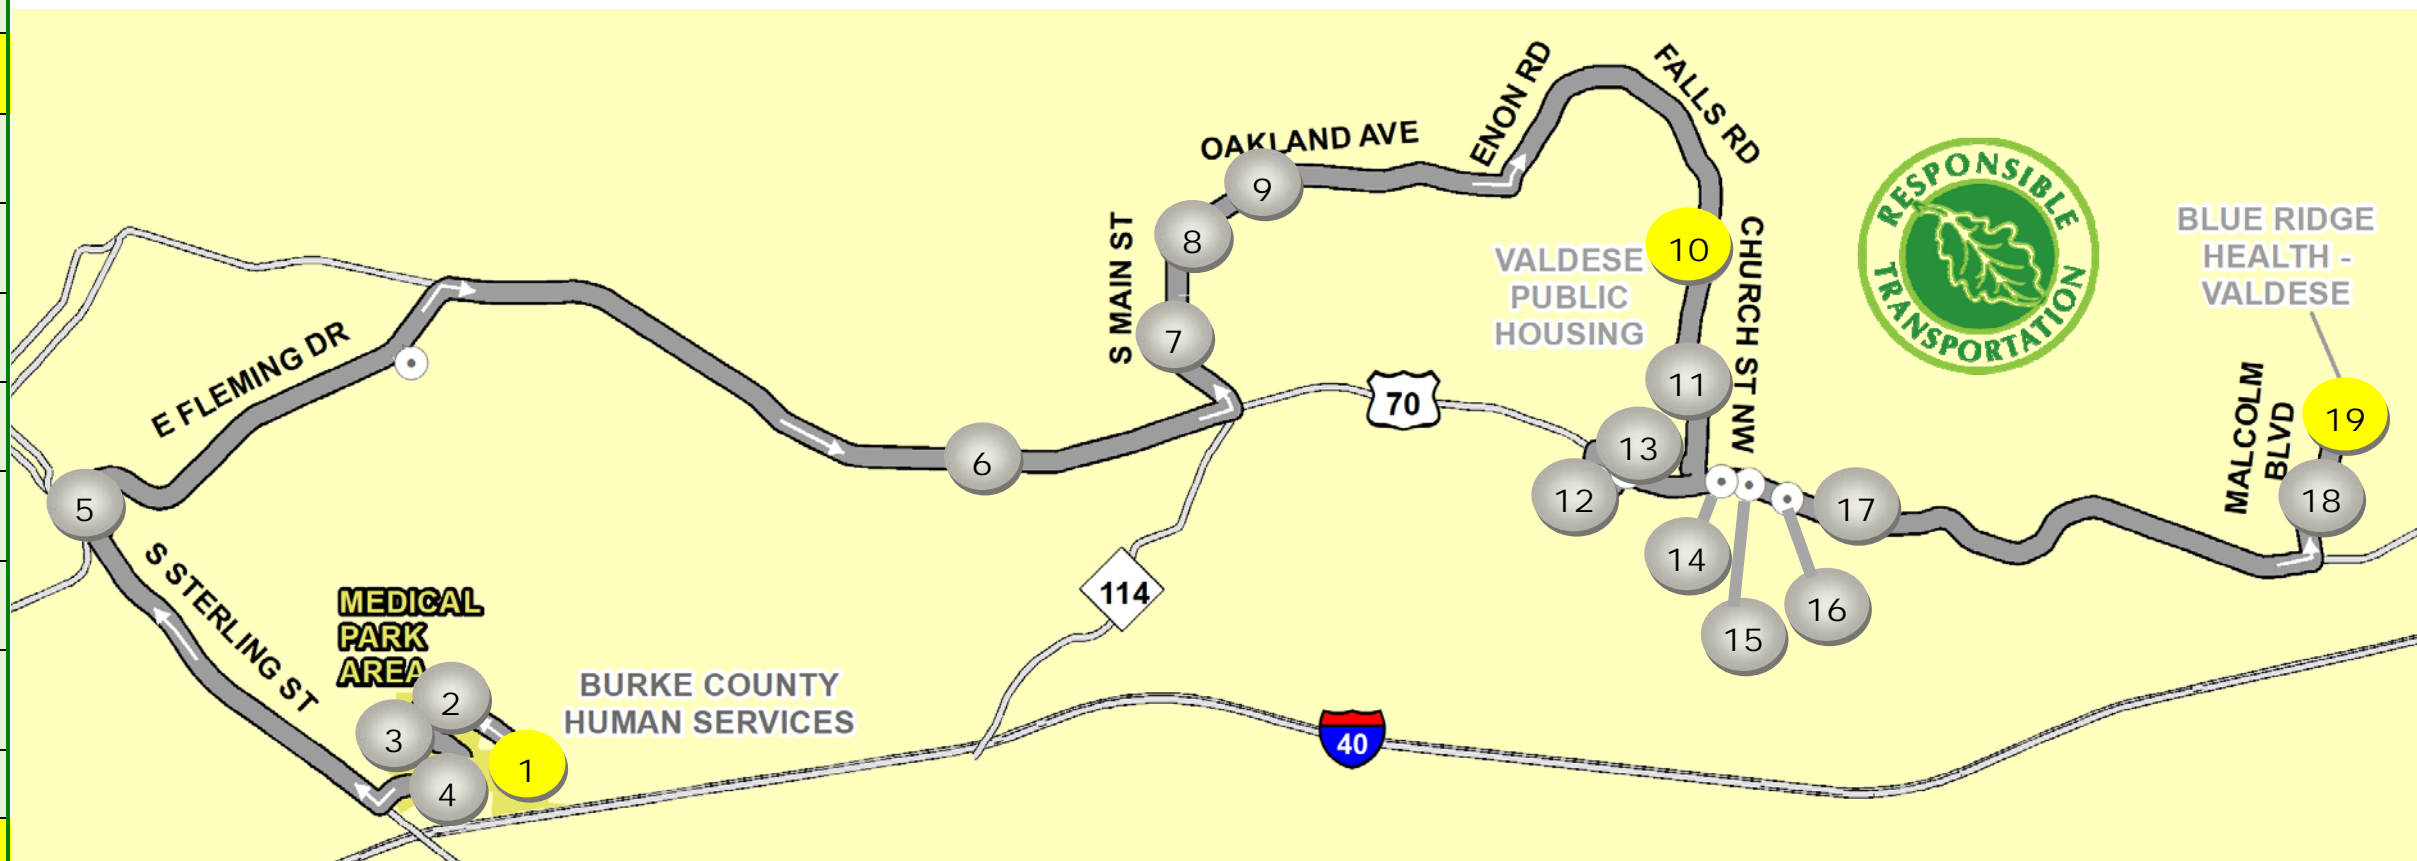 ENON RD
FALLS RD
OAKLAND AVE
9
RESPONSIBLE
TRANSPORTATION
8
S MAIN ST
10
CHURCH ST NW
VALDESE
PUBLIC
HOUSING
BLUE RIDGE
HEALTH -
VALDESE
E FLEMING DR
7
70
11
MALCOLM
BLVD
19
13
12
6
5
14
15
16
17
18
S STERLING ST
114
MEDICAL
PARK
AREA
BURKE COUNTY
HUMAN SERVICES
2
3
1
4
40